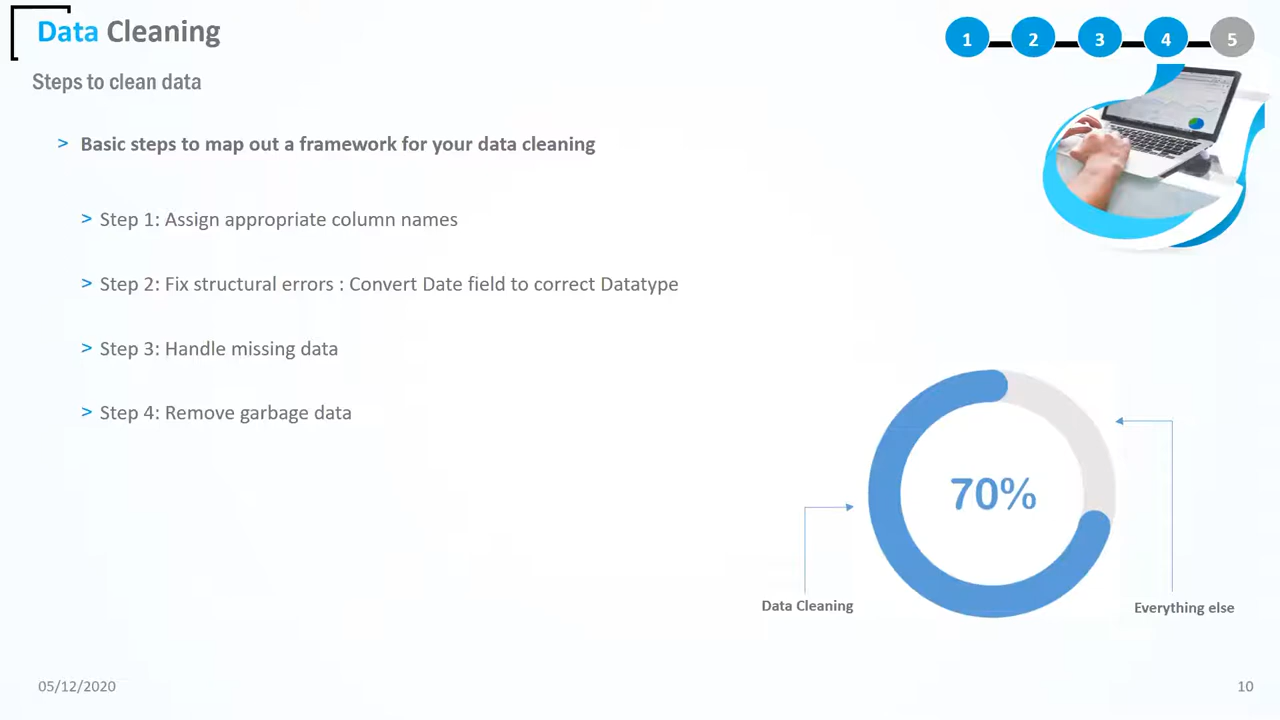 Data Cleaning
1 2 3 4 5
Steps to clean data
> Basic steps to map out a framework for your data cleaning
> Step 1: Assign appropriate column names
> Step 2: Fix structural errors : Convert Date field to correct Datatype
> Step 3: Handle missing data
> Step 4: Remove garbage data
70%
Data Cleaning
Everything else
05/12/2020
10